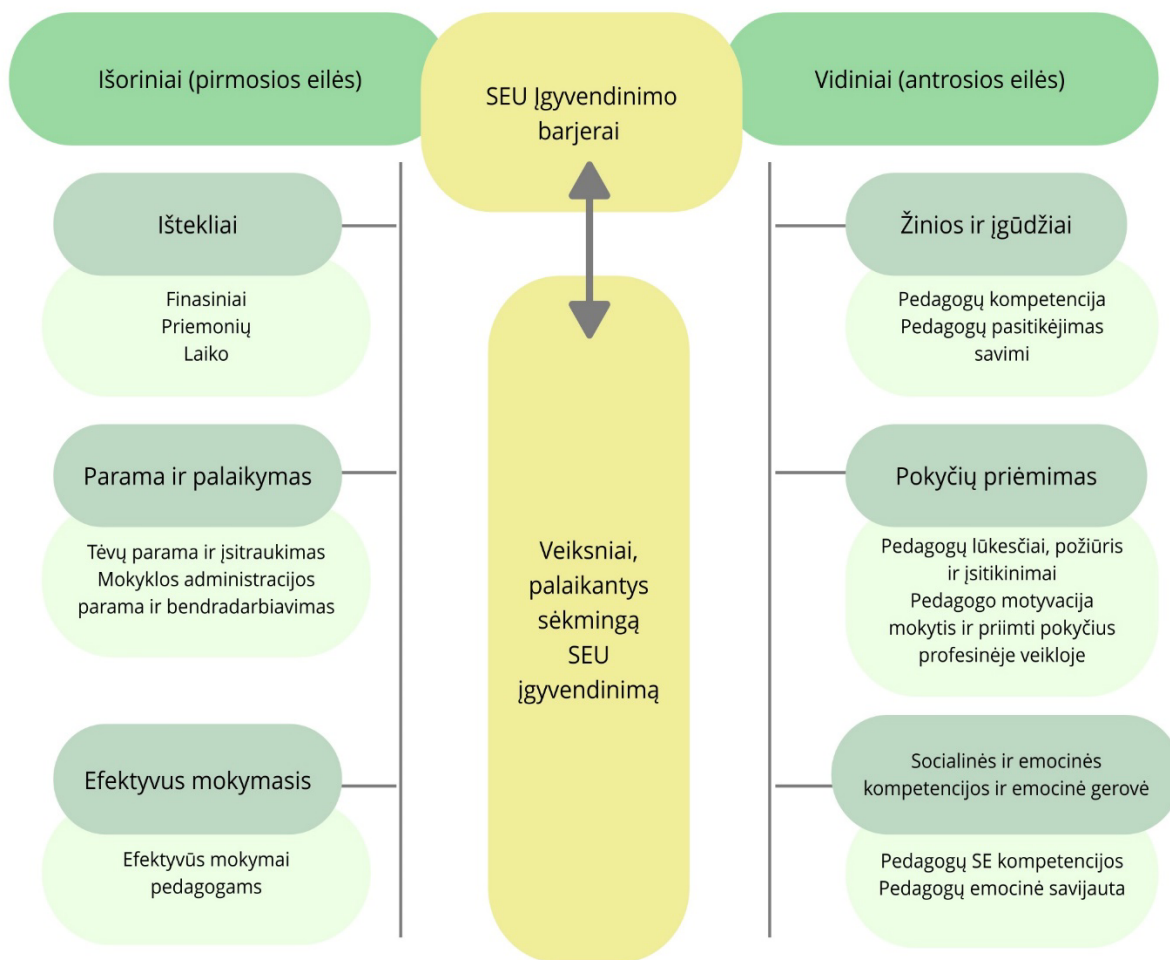 Išoriniai (pirmosios eilės)
SEU Įgyvendinimo
barjerai
Vidiniai (antrosios eilės)
Ištekliai
Finasiniai
Priemonių
Laiko
Parama ir palaikymas
Tėvų parama ir įsitraukimas
Mokyklos administracijos
parama ir bendradarbiavimas
Efektyvus mokymasis
Efektyvūs mokymai
pedagogams
Veiksniai,
palaikantys
sėkmingą
SEU
įgyvendinimą
Žinios ir įgūdžiai
Pedagogų kompetencija
Pedagogų pasitikėjimas
savimi
Pokyčių priėmimas
Pedagogų lūkesčiai, požiūris
ir įsitikinimai
Pedagogo motyvacija
mokytis ir priimti pokyčius
profesinėje veikloje
Socialinės ir emocinės
kompetencijos ir emocinė gerovė
Pedagogų SE kompetencijos
Pedagogų emocinė savijauta